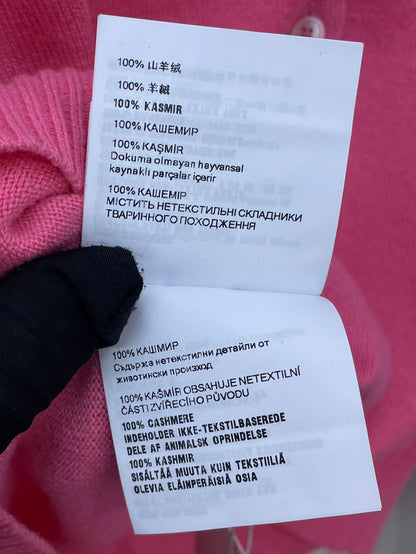 100% 山羊绒
100% 羊絨
100% KASMIR
100% КАШЕМИР
100% KAŞMİR
Dokuma olmayan hayvansal
kaynaklı parçalar içerir
100% КАШЕМІР
МІСТИТЬ НЕТЕКСТИЛЬНІ СКЛАДНИКИ
ТВАРИННОГО ПОХОДЖЕННЯ
100% КАШМИР
Съдържа нетекстилни детайли от
животински произход
100% KAŠMÍR OBSAHUJE NETEXTILNÍ
ČÁSTI ZVÍŘECÍHO PŮVODU
100% CASHMERE
INDEHOLDER IKKE-TEKSTILBASEREDE
DELE AF ANIMALSK OPRINDELSE
100% KASHMIR
SISÄLTÄÄ MUUTA KUIN TEKSTIILIÄ
OLEVIA ELÄINPERÄISIÄ OSIA